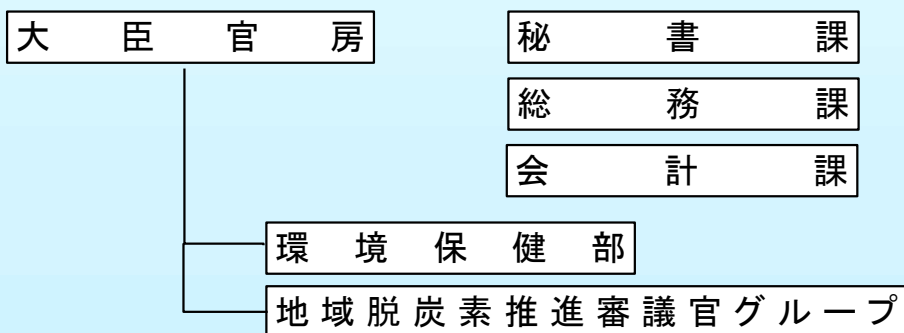 大臣官房
秘書課
総務課
会計課
環境保健部
地域脱炭素推進審議官グループ